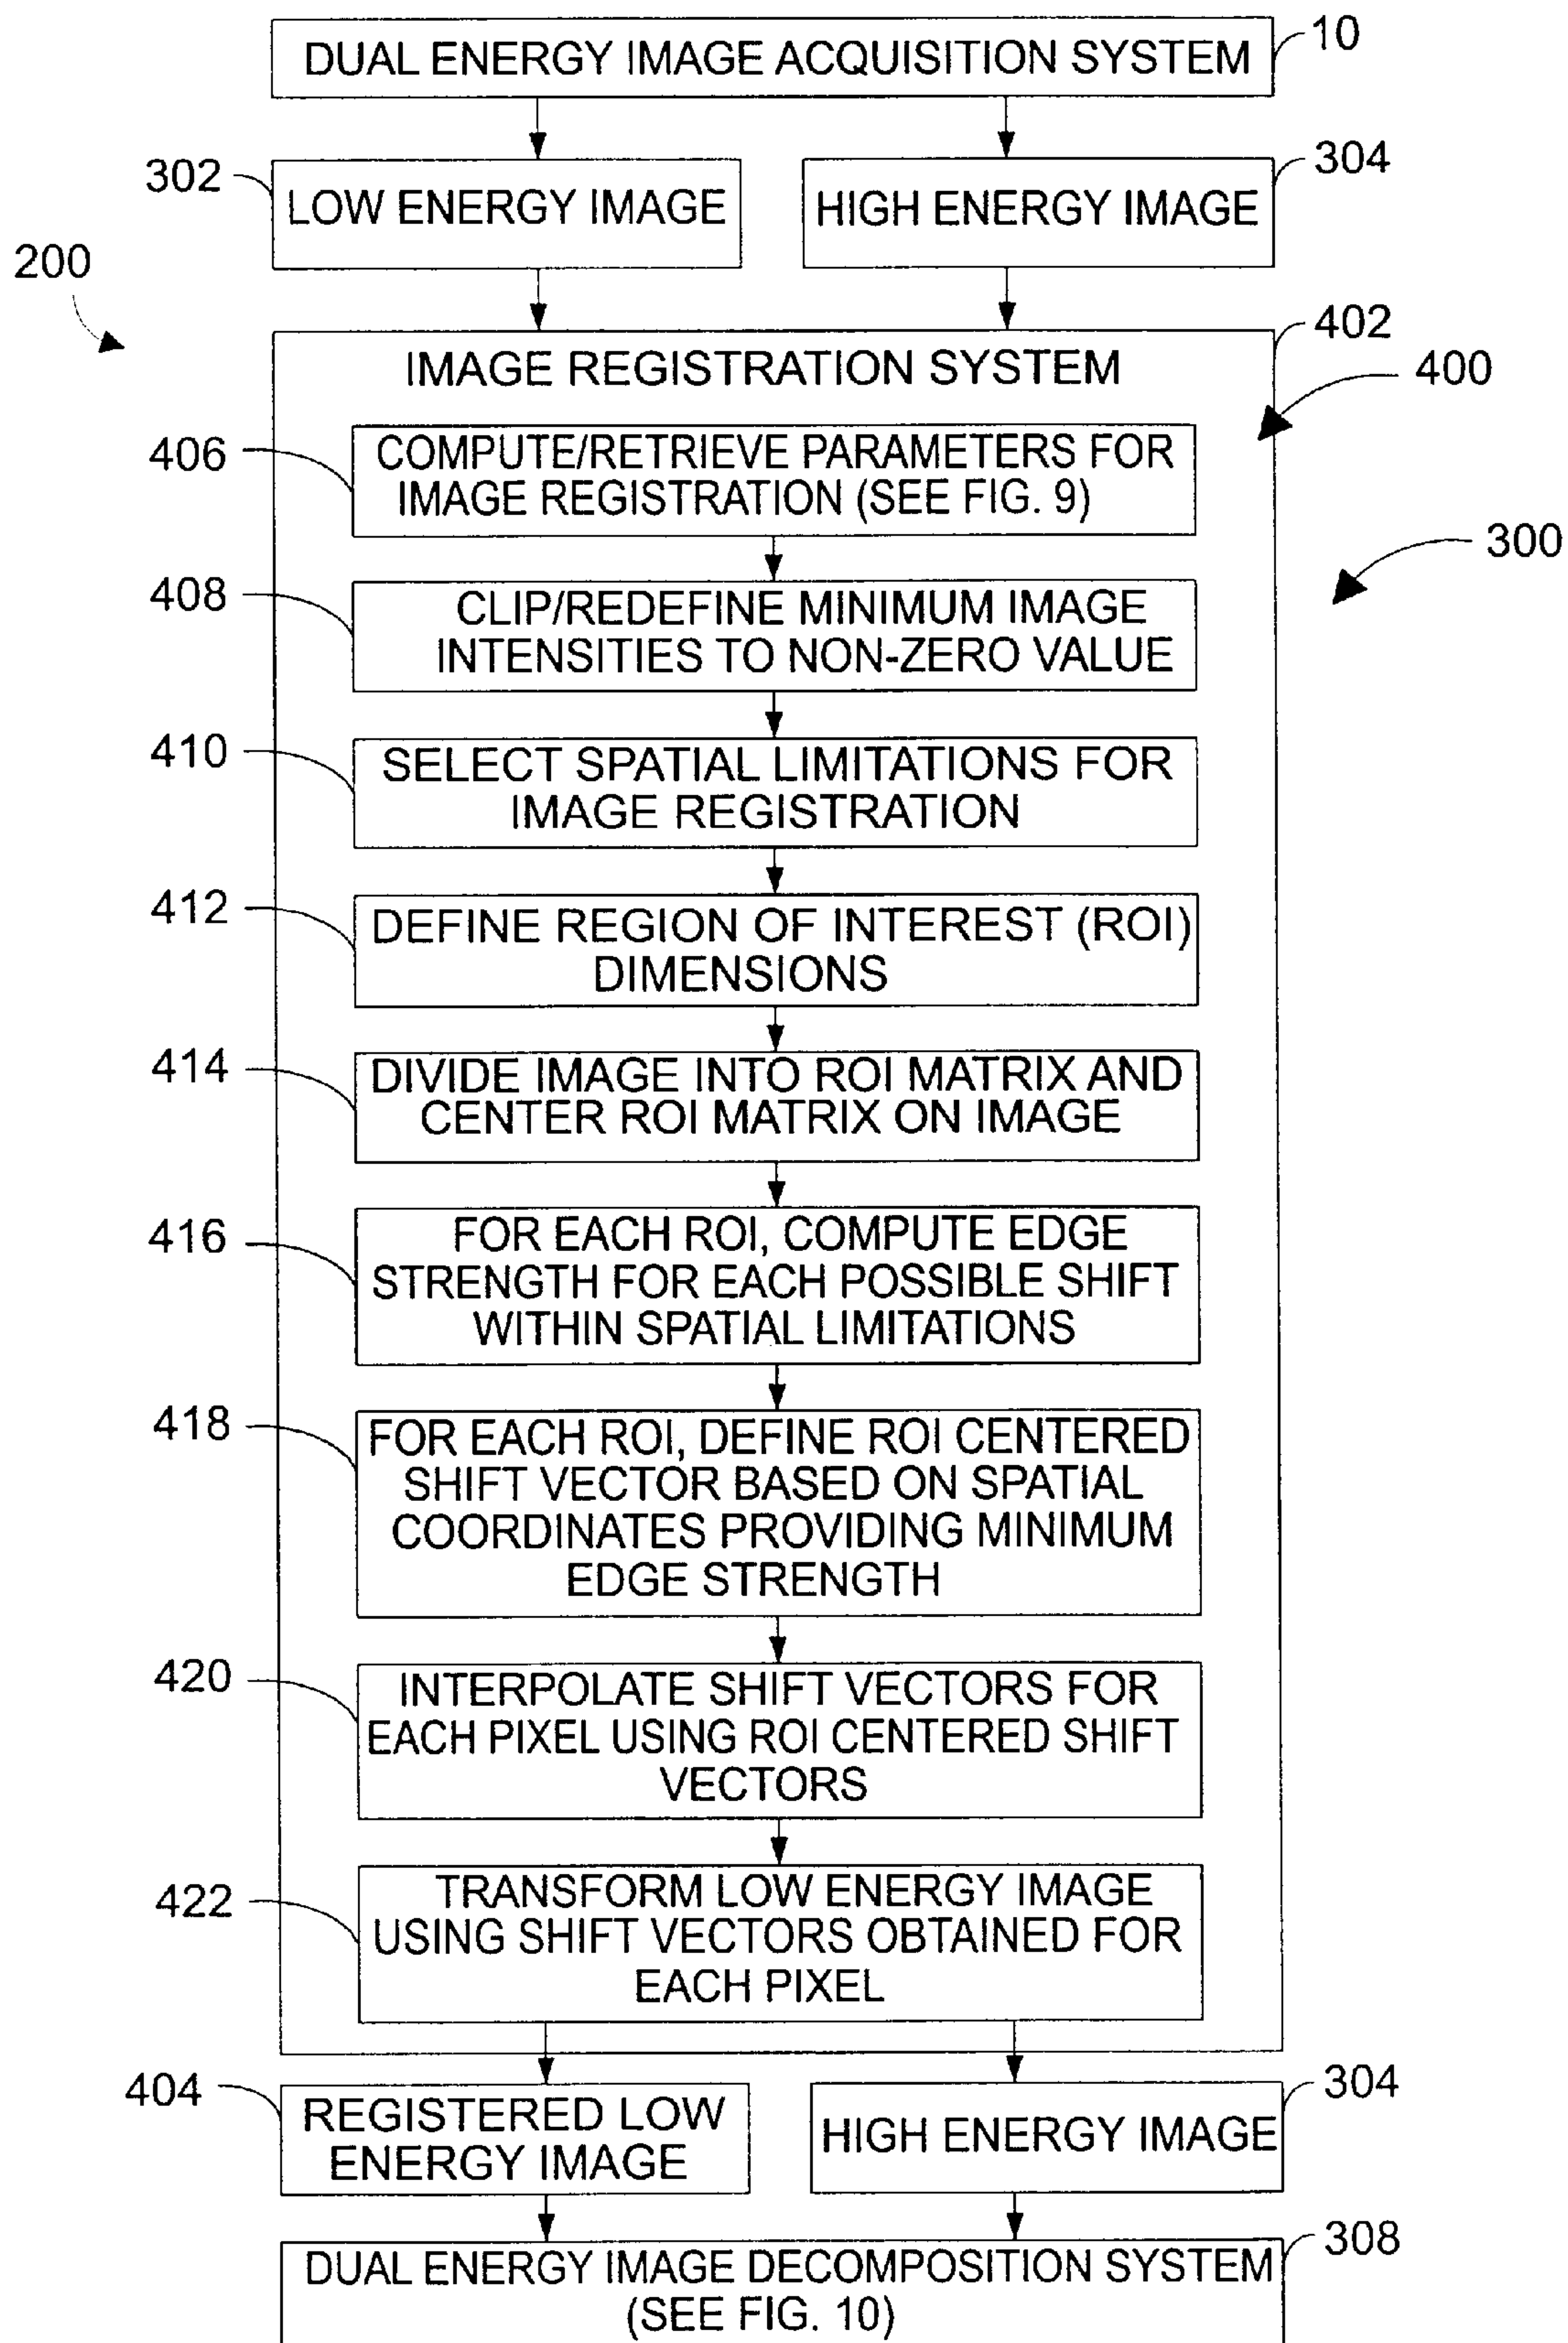 DUAL ENERGY IMAGE ACQUISITION SYSTEM
10
302
LOW ENERGY IMAGE
HIGH ENERGY IMAGE
304
200
402
IMAGE REGISTRATION SYSTEM
400
406
COMPUTE/RETRIEVE PARAMETERS FOR
IMAGE REGISTRATION (SEE FIG. 9)
300
408
CLIP/REDEFINE MINIMUM IMAGE
INTENSITIES TO NON-ZERO VALUE
410
SELECT SPATIAL LIMITATIONS FOR
IMAGE REGISTRATION
412
DEFINE REGION OF INTEREST (ROI)
DIMENSIONS
414
DIVIDE IMAGE INTO ROI MATRIX AND
CENTER ROI MATRIX ON IMAGE
416
FOR EACH ROI, COMPUTE EDGE
STRENGTH FOR EACH POSSIBLE SHIFT
WITHIN SPATIAL LIMITATIONS
418
FOR EACH ROI, DEFINE ROI CENTERED
SHIFT VECTOR BASED ON SPATIAL
COORDINATES PROVIDING MINIMUM
EDGE STRENGTH
420
INTERPOLATE SHIFT VECTORS FOR
EACH PIXEL USING ROI CENTERED SHIFT
VECTORS
422
TRANSFORM LOW ENERGY IMAGE
USING SHIFT VECTORS OBTAINED FOR
EACH PIXEL
404
REGISTERED LOW
ENERGY IMAGE
HIGH ENERGY IMAGE
304
DUAL ENERGY IMAGE DECOMPOSITION SYSTEM
(SEE FIG. 10)
308